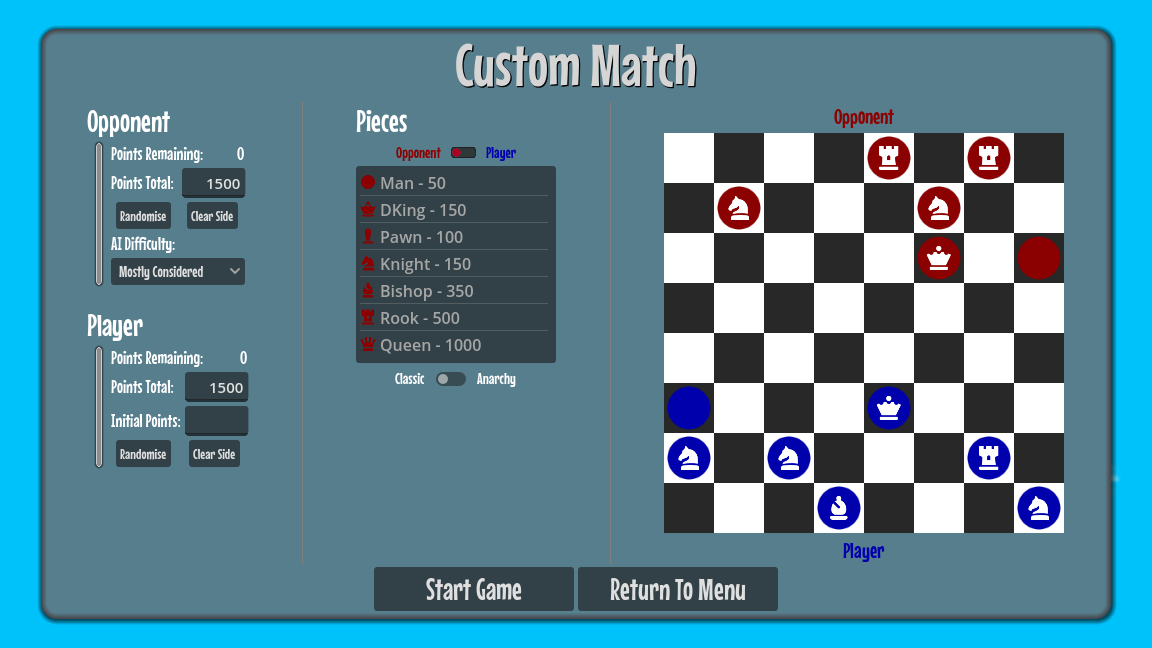 Custom Match
Opponent
Points Remaining: 0
Points Total: 1500
Randomise Clear Side
AI Difficulty:
Mostly Considered
Player
Points Remaining: 0
Points Total: 1500
Initial Points:
Randomise Clear Side
Pieces
Opponent Player
Man - 50
DKing - 150
Pawn - 100
Knight - 150
Bishop - 350
Rook - 500
Queen - 1000
Classic Anarchy
Opponent
Player
Start Game Return To Menu